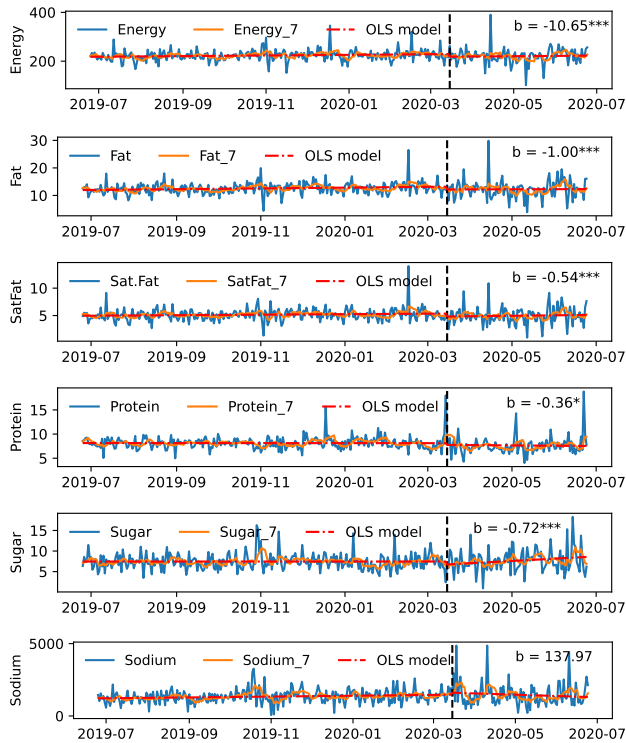 Energy Energy_7 OLS model b = -10.65***
400
200
Energy
2019-07 2019-09 2019-11 2020-01 2020-03 2020-05 2020-07
Fat Fat_7 OLS model b = -1.00***
30
20
10
Fat
2019-07 2019-09 2019-11 2020-01 2020-03 2020-05 2020-07
Sat.Fat SatFat_7 OLS model b = -0.54***
10
5
SatFat
2019-07 2019-09 2019-11 2020-01 2020-03 2020-05 2020-07
Protein Protein_7 OLS model b = -0.36*
15
10
5
Protein
2019-07 2019-09 2019-11 2020-01 2020-03 2020-05 2020-07
Sugar Sugar_7 OLS model b = -0.72***
15
10
5
Sugar
2019-07 2019-09 2019-11 2020-01 2020-03 2020-05 2020-07
Sodium Sodium_7 OLS model b = 137.97
5000
0
Sodium
2019-07 2019-09 2019-11 2020-01 2020-03 2020-05 2020-07